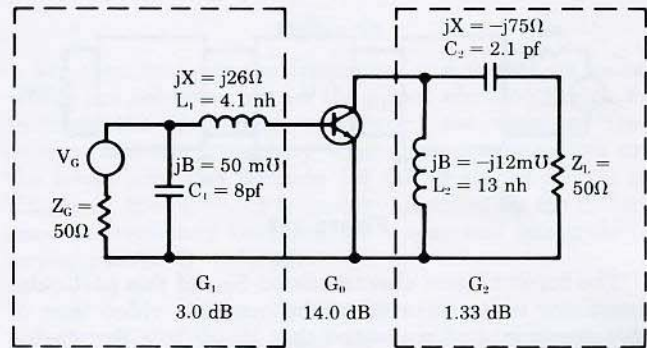 jX = -j75Ω
C₂ = 2.1 pf
jX = j26Ω
L₁ = 4.1 nh
V_G
jB = 50 m℧
C₁ = 8pf
jB = -j12m℧
L₂ = 13 nh
Z_L =
50Ω
Z_G =
50Ω
G₁
3.0 dB
G₀
14.0 dB
G₂
1.33 dB